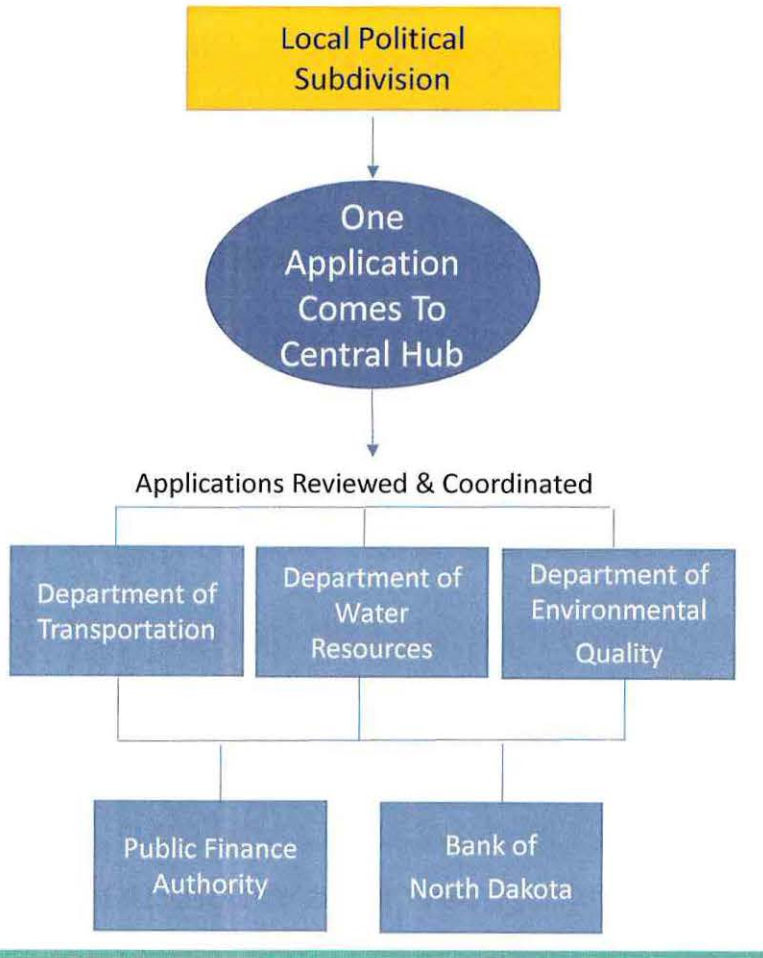 Local Political
Subdivision
One
Application
Comes To
Central Hub
Applications Reviewed & Coordinated
Department of
Transportation
Department of
Water
Resources
Department of
Environmental
Quality
Public Finance
Authority
Bank of
North Dakota